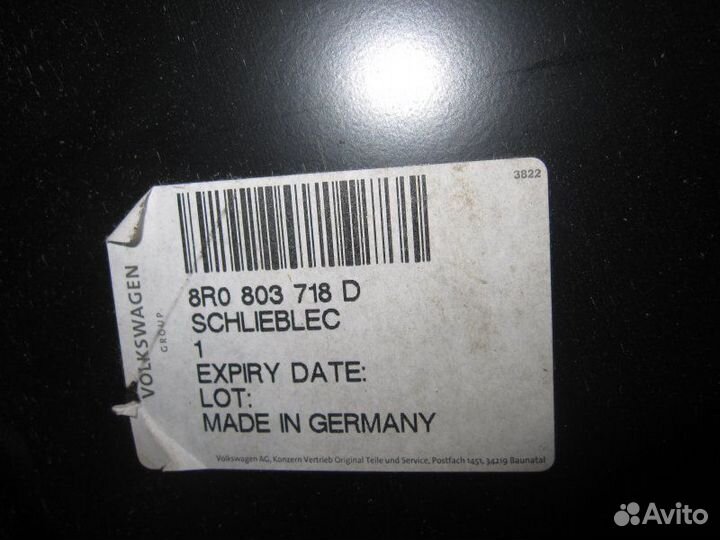 3822
VOLKSWAGEN
GROUP
8R0 803 718 D
SCHLIEBLEC
1
EXPIRY DATE:
LOT:
MADE IN GERMANY
Volkswagen AG, Konzern Vertrieb Original Teile und Service, Postfach 1451, 34219 Baunatal
Avito